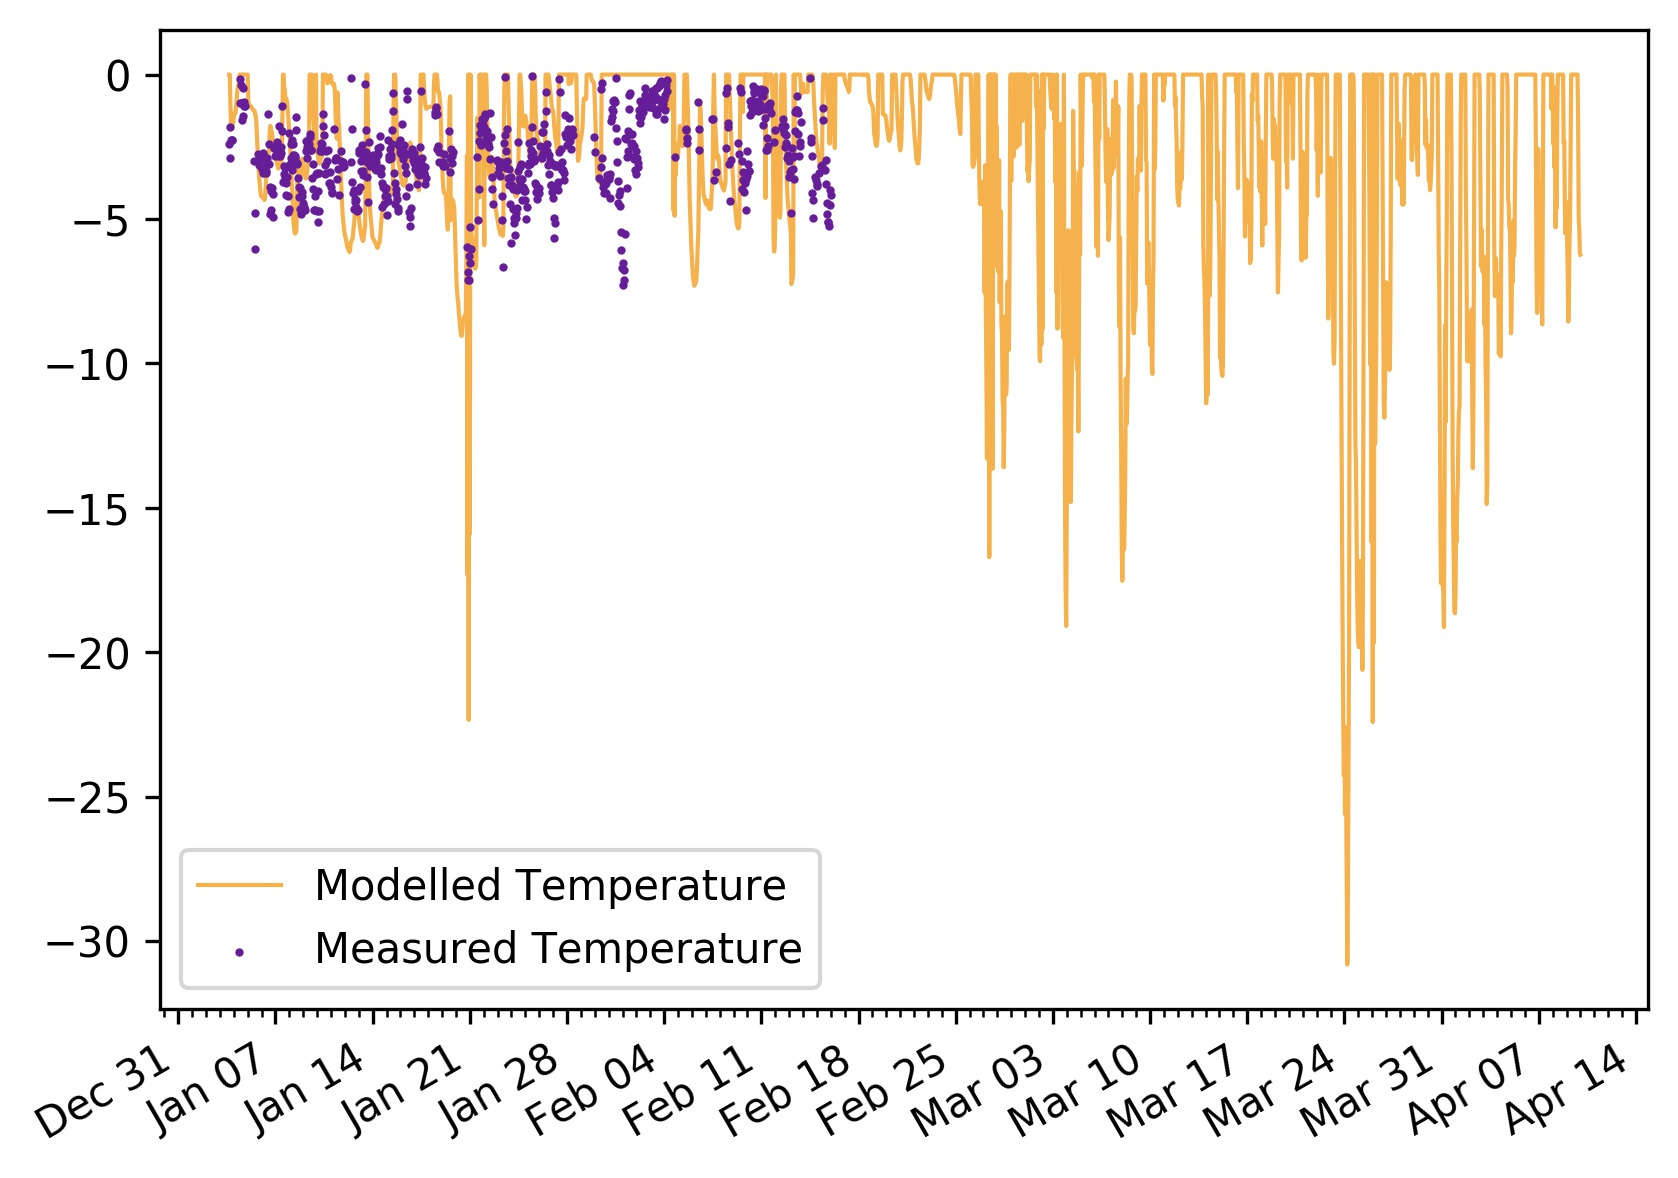 0
−5
−10
−15
−20
−25
−30
Modelled Temperature
Measured Temperature
Dec 31
Jan 07
Jan 14
Jan 21
Jan 28
Feb 04
Feb 11
Feb 18
Feb 25
Mar 03
Mar 10
Mar 17
Mar 24
Mar 31
Apr 07
Apr 14